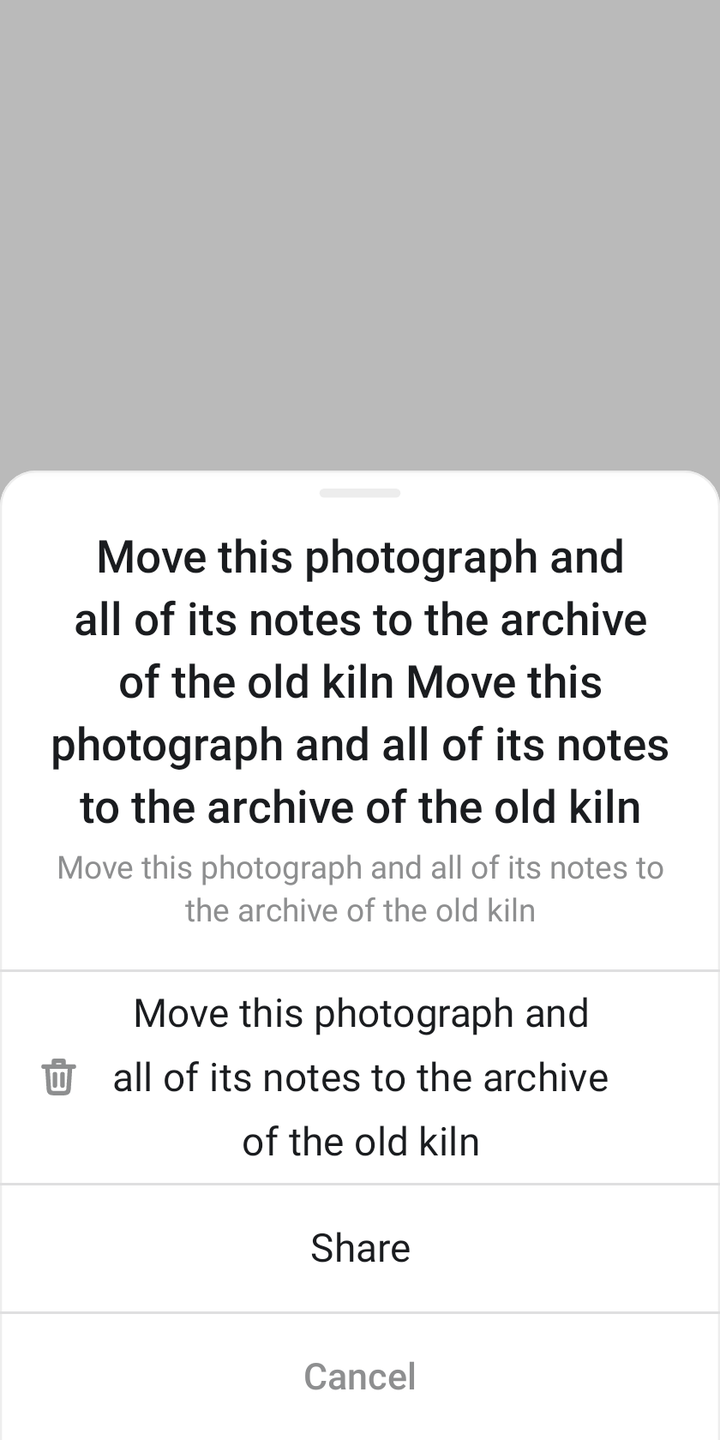 Move this photograph and
all of its notes to the archive
of the old kiln Move this
photograph and all of its notes
to the archive of the old kiln
Move this photograph and all of its notes to
the archive of the old kiln
Move this photograph and
all of its notes to the archive
of the old kiln
Share
Cancel